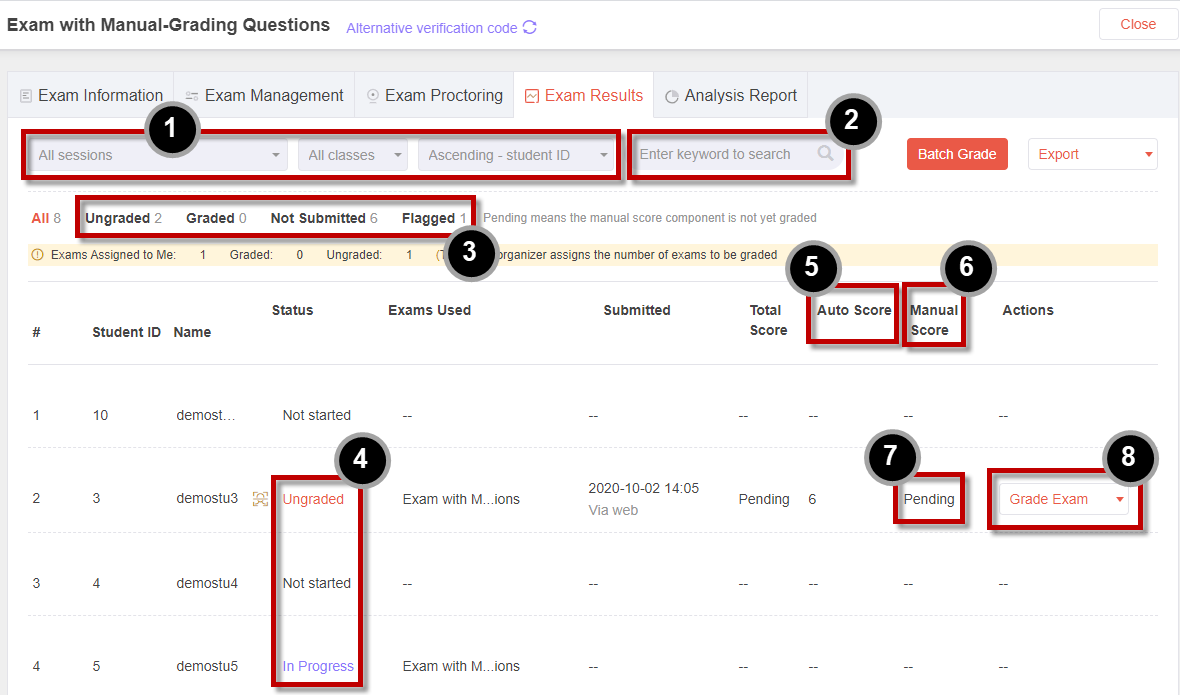 Exam with Manual-Grading Questions Alternative verification code Close
Exam Information Exam Management Exam Proctoring Exam Results Analysis Report
1 2
All sessions All classes Ascending - student ID Enter keyword to search Batch Grade Export
All 8 Ungraded 2 Graded 0 Not Submitted 6 Flagged 1 Pending means the manual score component is not yet graded
Exams Assigned to Me: 1 Graded: 0 Ungraded: 1 organizer assigns the number of exams to be graded
3 5 6
# Student ID Name Status Exams Used Submitted Total Score Auto Score Manual Score Actions
1 10 demost... Not started -- -- -- -- -- --
4 7 8
2 3 demostu3 Ungraded Exam with M...ions 2020-10-02 14:05 Pending 6 Pending Grade Exam
Via web
3 4 demostu4 Not started -- -- -- -- -- --
4 5 demostu5 In Progress Exam with M...ions -- -- -- -- --